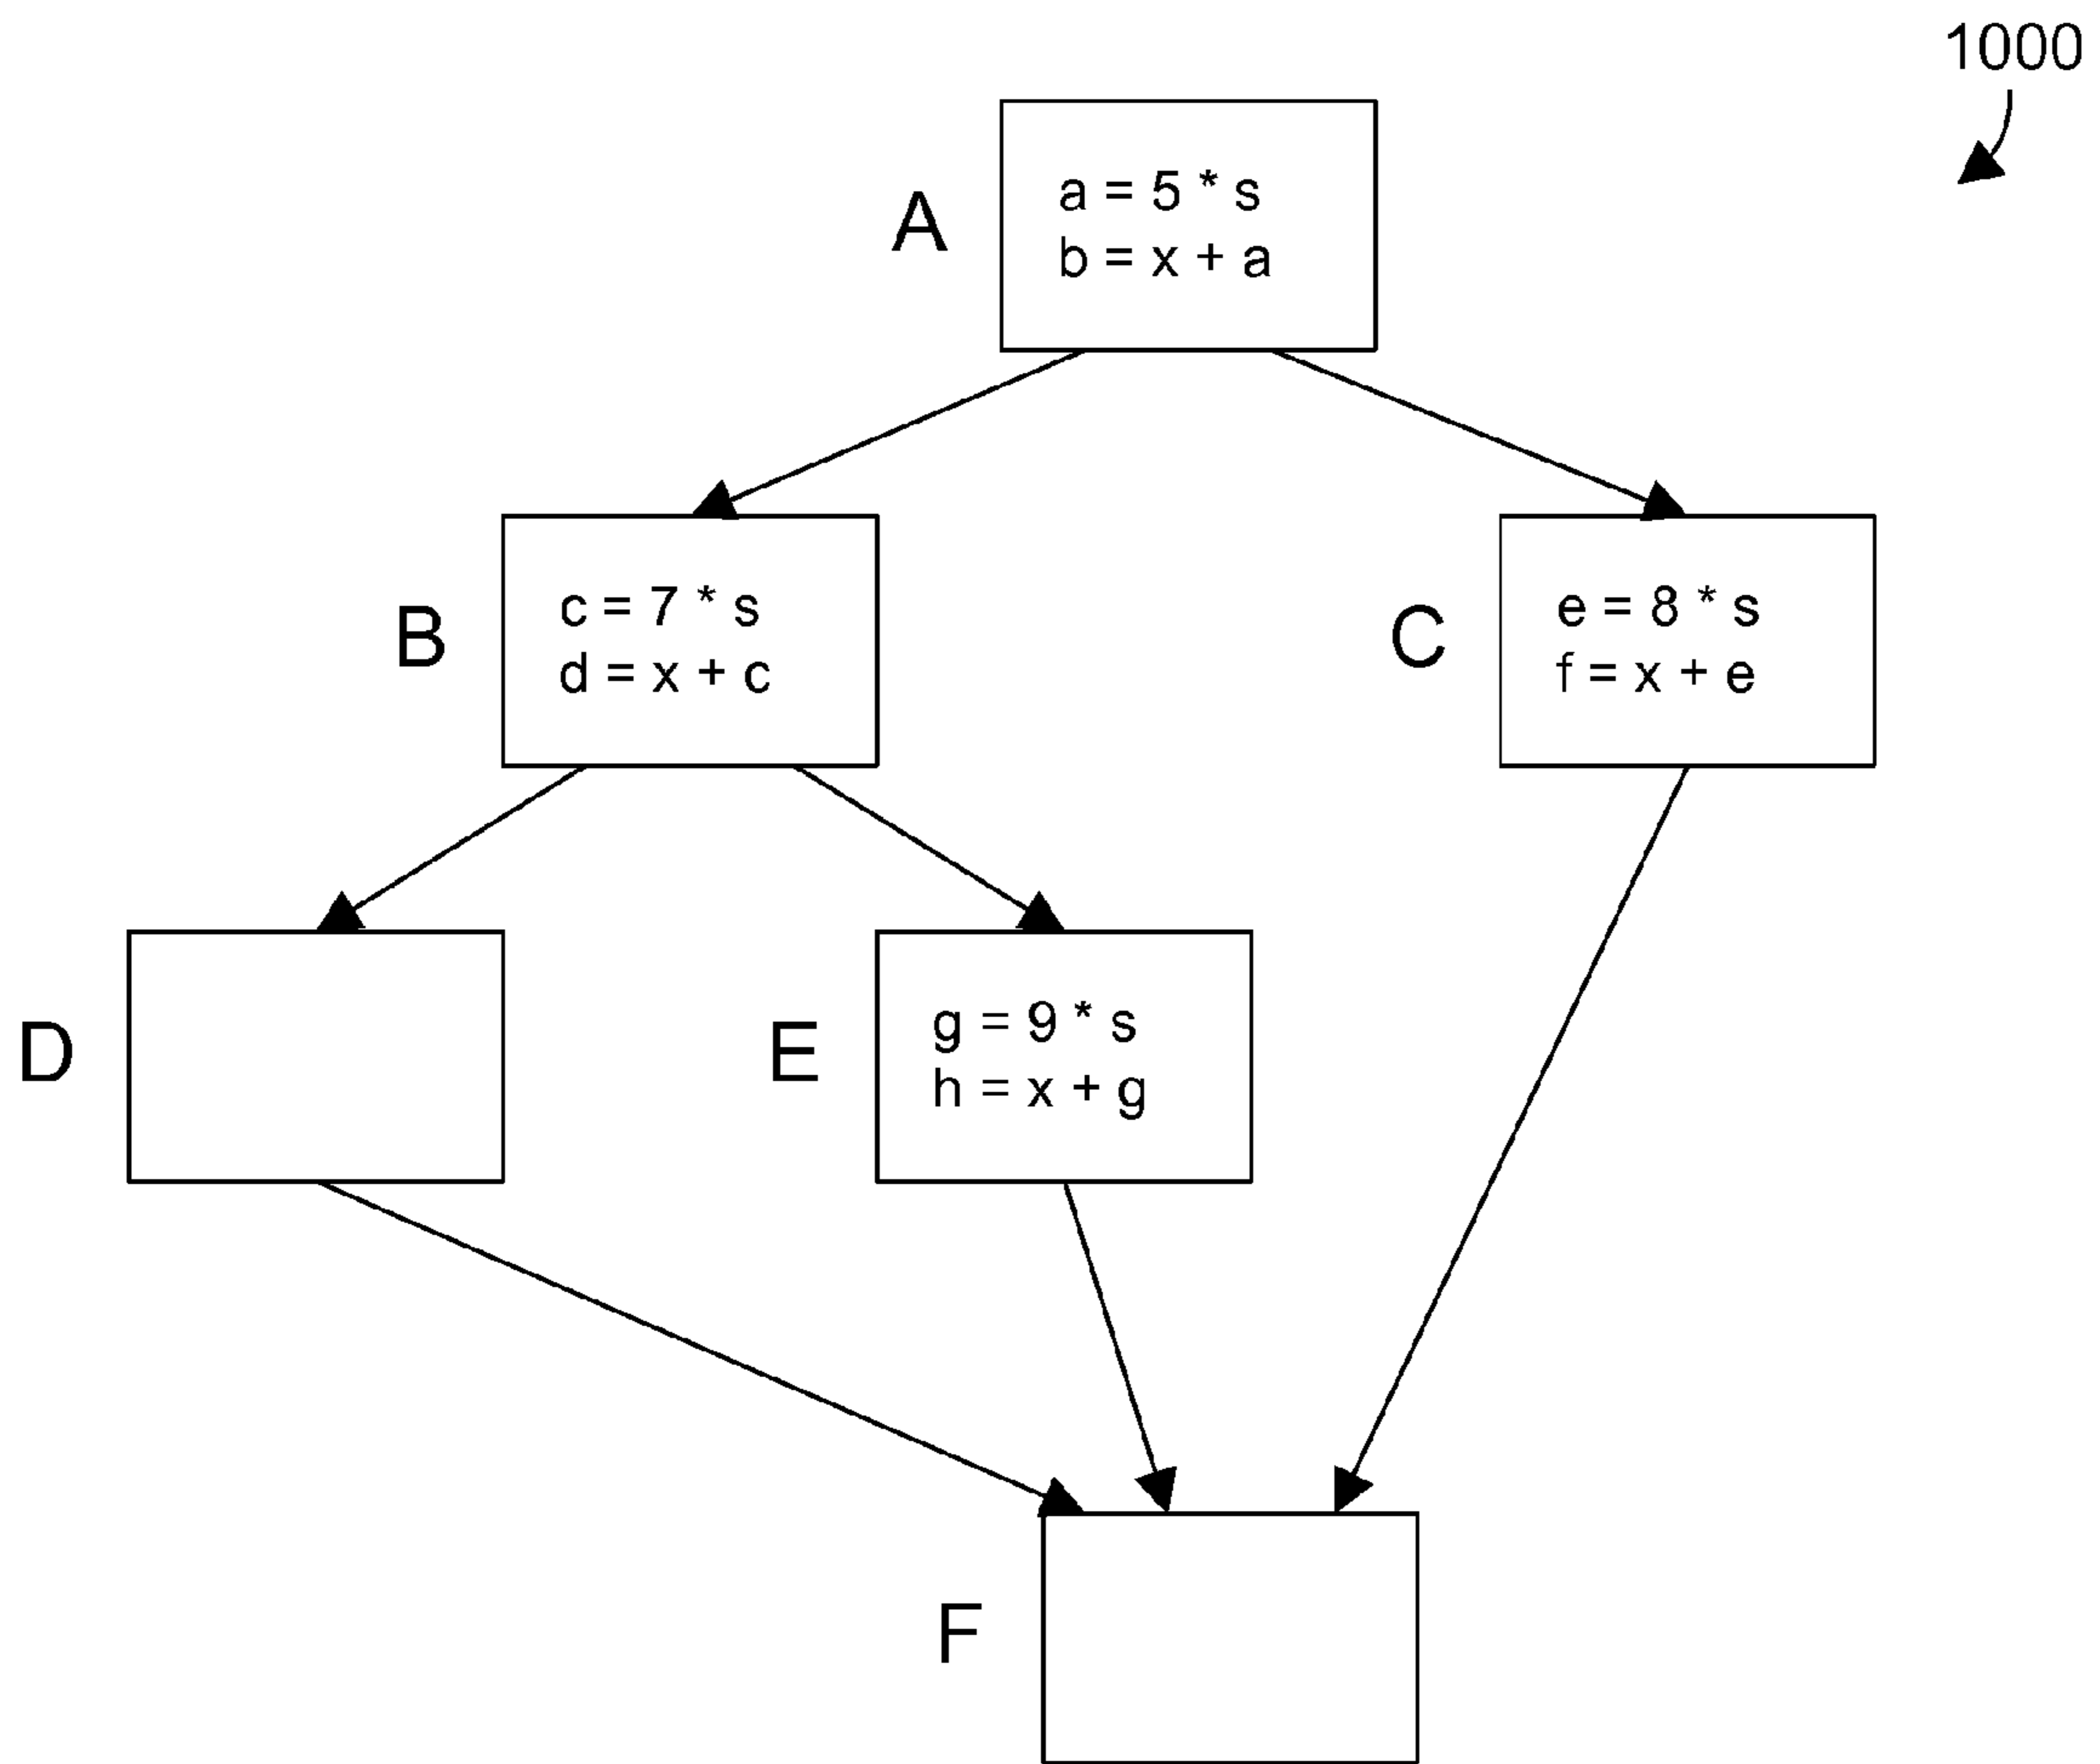 1000
A
a = 5 * s
b = x + a
B
c = 7 * s
d = x + c
C
e = 8 * s
f = x + e
D
E
g = 9 * s
h = x + g
F